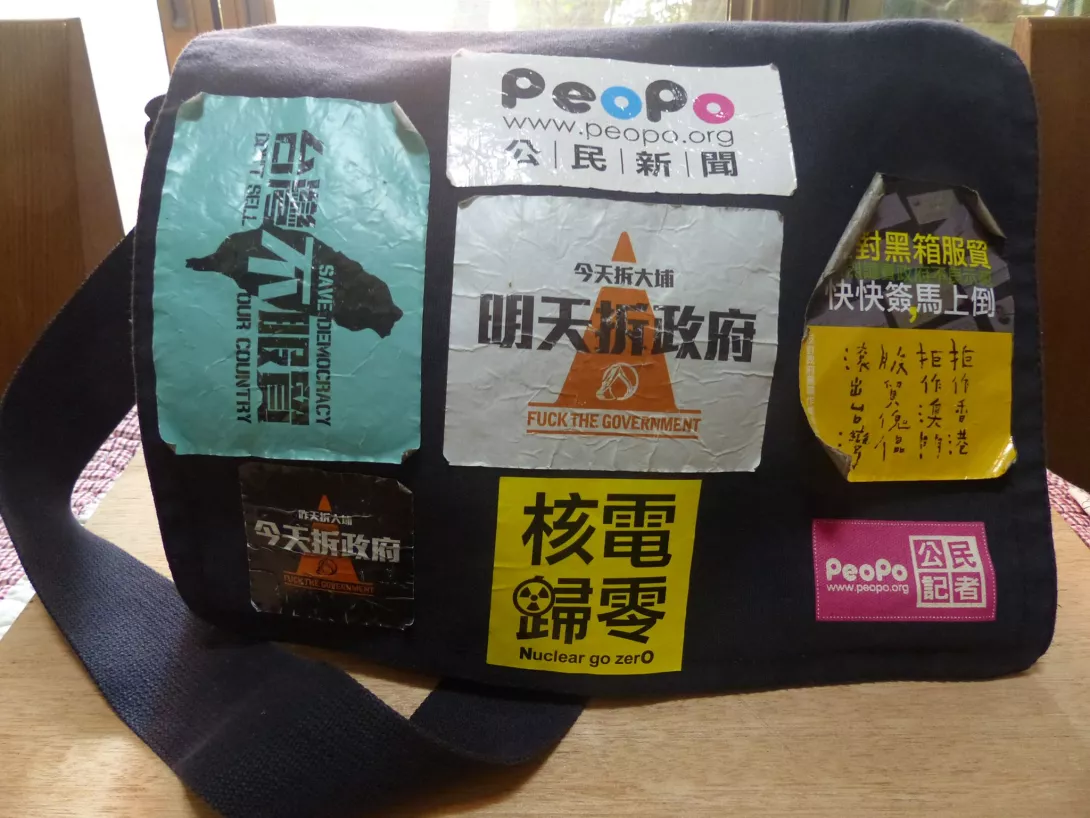 PeoPo
www.peopo.org
公|民|新|聞
台灣不服貿
DON'T SELL
OUR COUNTRY
SAVE DEMOCRACY
今天拆大埔
明天拆政府
FUCK THE GOVERNMENT
對黑箱服貿
快快簽,馬上倒
拒作香港
拒作澳門
服貿傀儡
滾出台灣
昨天拆大埔
今天拆政府
FUCK THE GOVERNMENT
核電
歸零
Nuclear go zerO
PeoPo
www.peopo.org
公民
記者